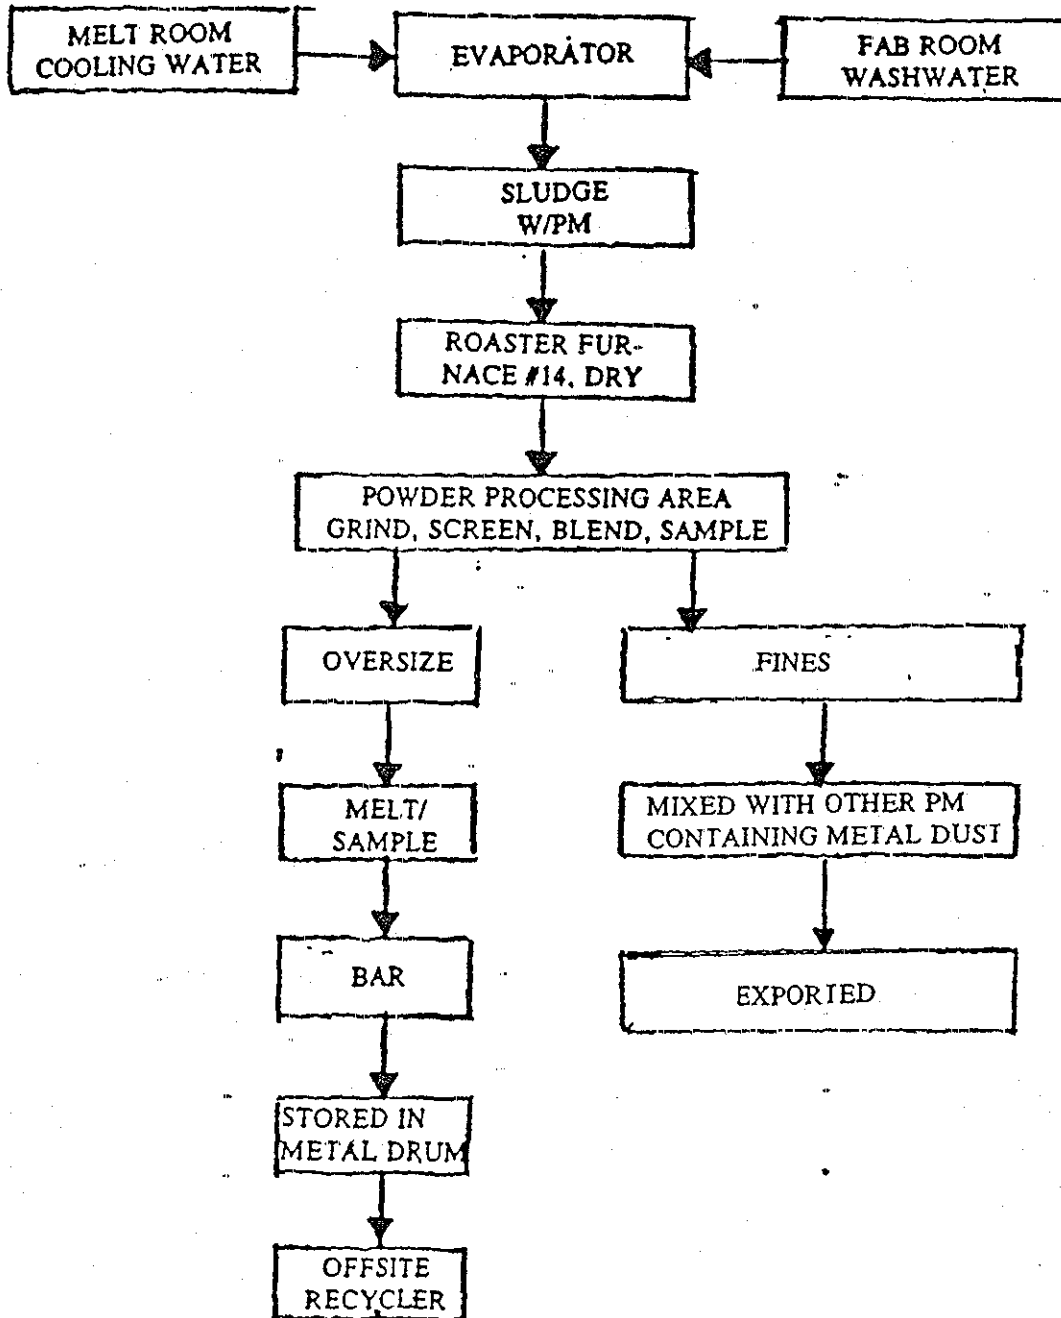 MELT ROOM
COOLING WATER
EVAPORATOR
FAB ROOM
WASHWATER
SLUDGE
W/PM
ROASTER FUR-
NACE #14, DRY
POWDER PROCESSING AREA
GRIND, SCREEN, BLEND, SAMPLE
OVERSIZE
FINES
MELT/
SAMPLE
MIXED WITH OTHER PM
CONTAINING METAL DUST
BAR
EXPORTED
STORED IN
METAL DRUM
OFFSITE
RECYCLER